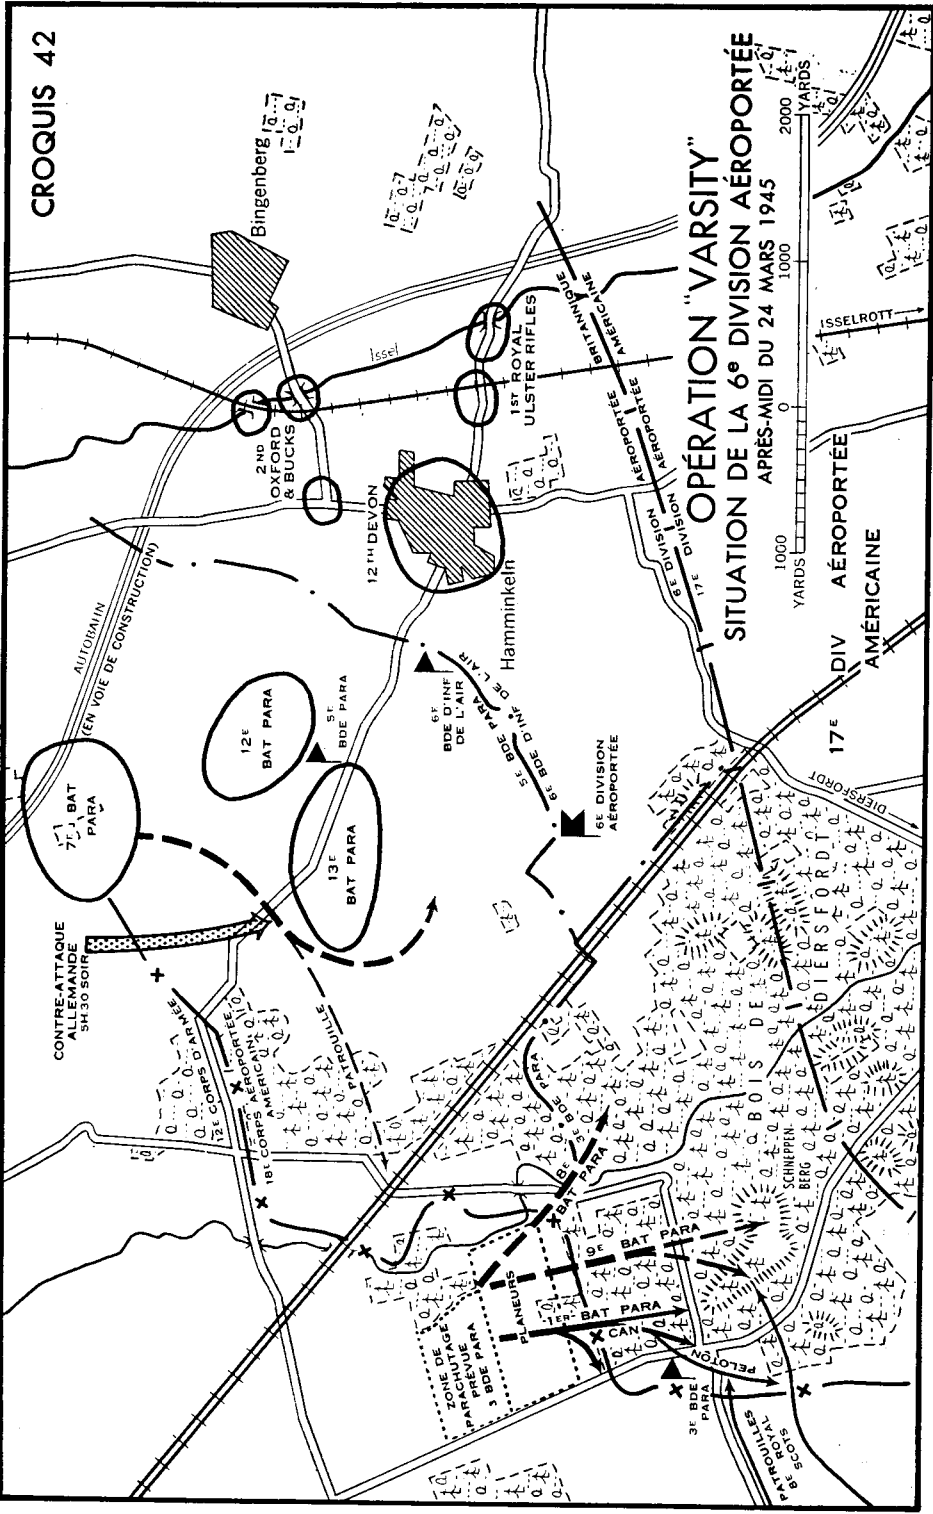 CROQUIS 42
Bingenberg
Issel
2ND
OXFORD
& BUCKS
1ST ROYAL
ULSTER RIFLES
12TH DEVON
Hamminkeln
AUTOBAHN
(EN VOIE DE CONSTRUCTION)
DIVISION AÉROPORTÉE BRITANNIQUE
DIVISION AÉROPORTÉE AMÉRICAINE
6E
17E
OPÉRATION "VARSITY"
SITUATION DE LA 6e DIVISION AÉROPORTÉE
APRÈS-MIDI DU 24 MARS 1945
1000
YARDS
0
1000
2000
YARDS
ISSELROTT
17E DIV AÉROPORTÉE
AMÉRICAINE
DIERSFORDT
7E BAT
PARA
12E
BAT PARA
5E
BDE PARA
13E
BAT PARA
6E
BDE D'INF
DE L'AIR
5E BDE PARA
6E BDE D'INF DE L'AIR
6E DIVISION
AÉROPORTÉE
CONTRE-ATTAQUE
ALLEMANDE
5H30 SOIR
12E CORPS D'ARMÉE
18E CORPS AÉROPORTÉ
AMÉRICAIN
PATROUILLE
3E BDE PARA
8E
BAT PARA
9E BAT PARA
1ER BAT PARA
CAN
PELOTON
PLANEURS
ZONE DE
PARACHUTAGE
PRÉVUE PARA
3 BDE PARA
3E BDE
PARA
PATROUILLES
8E ROYAL
SCOTS
SCHNEPPEN-
BERG
BOIS DE
DIERSFORDT